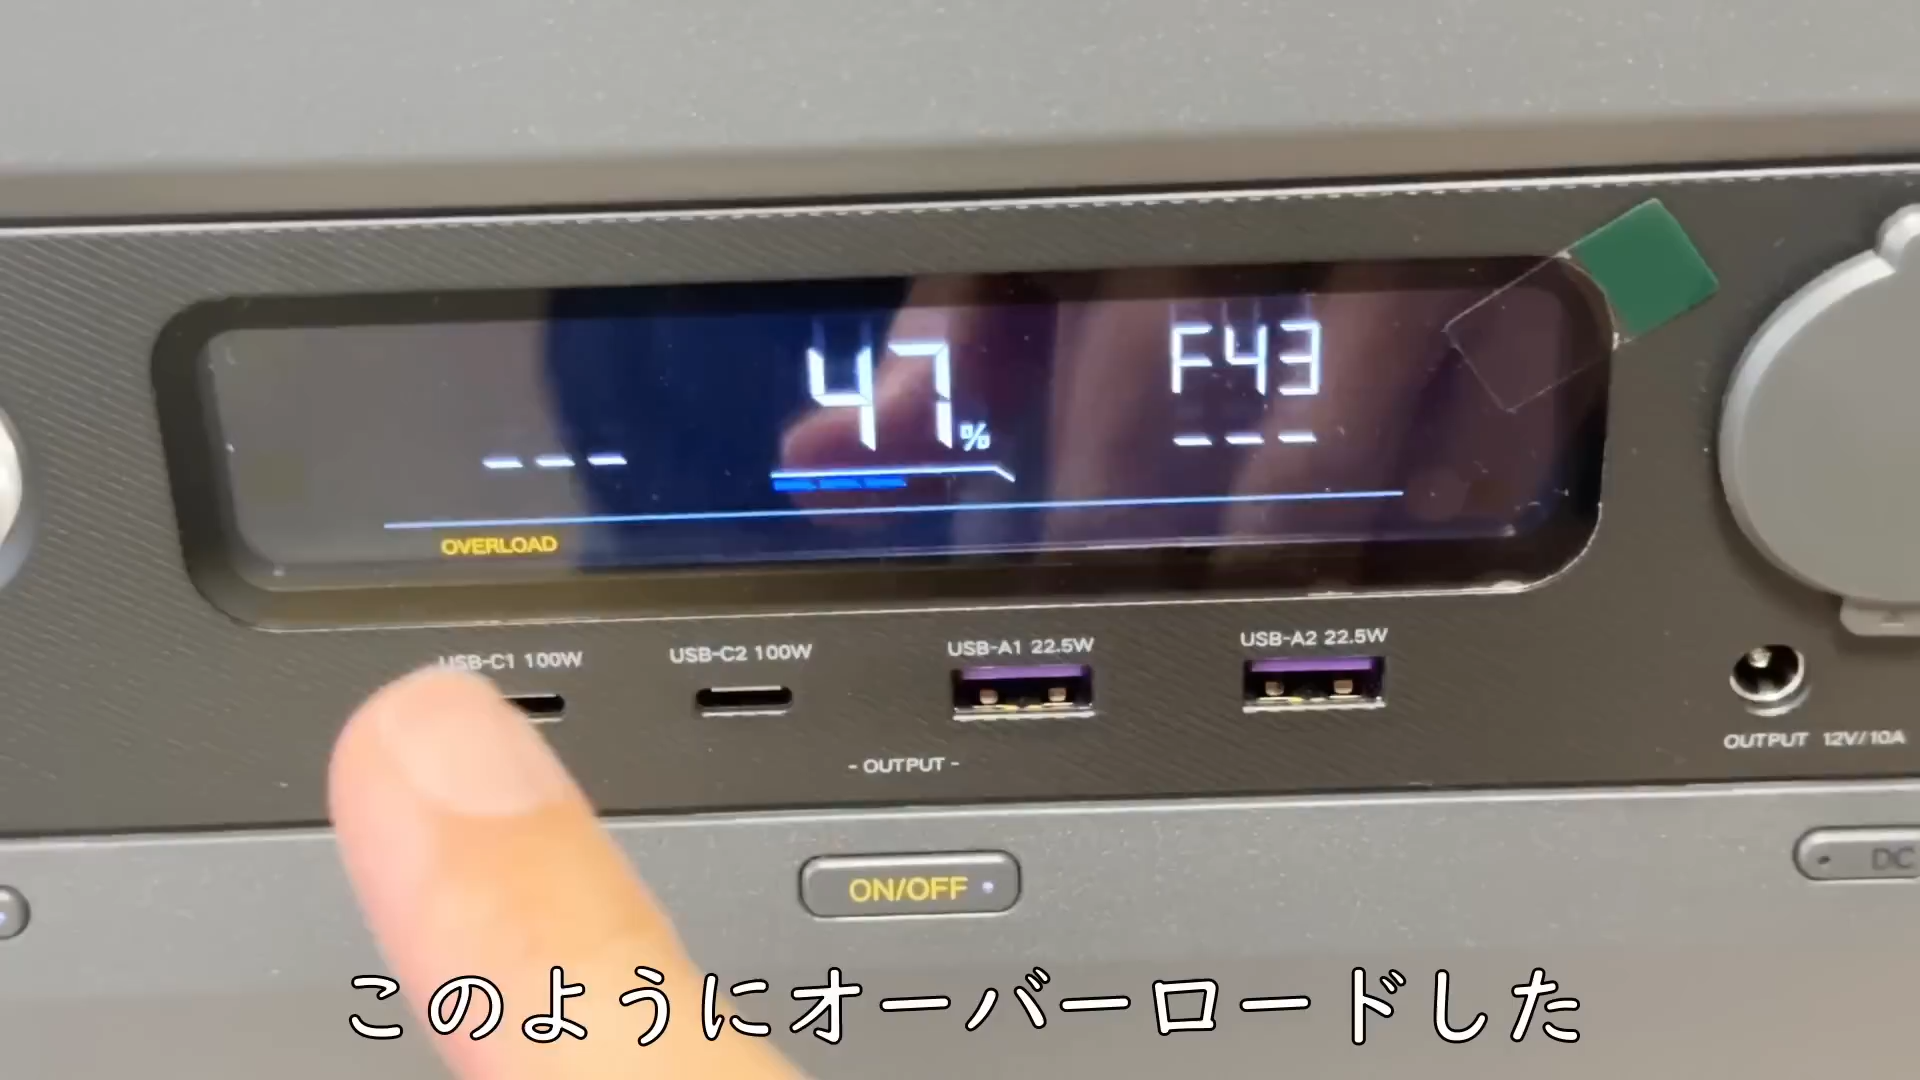 47%
F43
---
---
OVERLOAD
USB-C1 100W
USB-C2 100W
USB-A1 22.5W
USB-A2 22.5W
OUTPUT 12V/10A
- OUTPUT -
ON/OFF
DC
このようにオーバーロードした